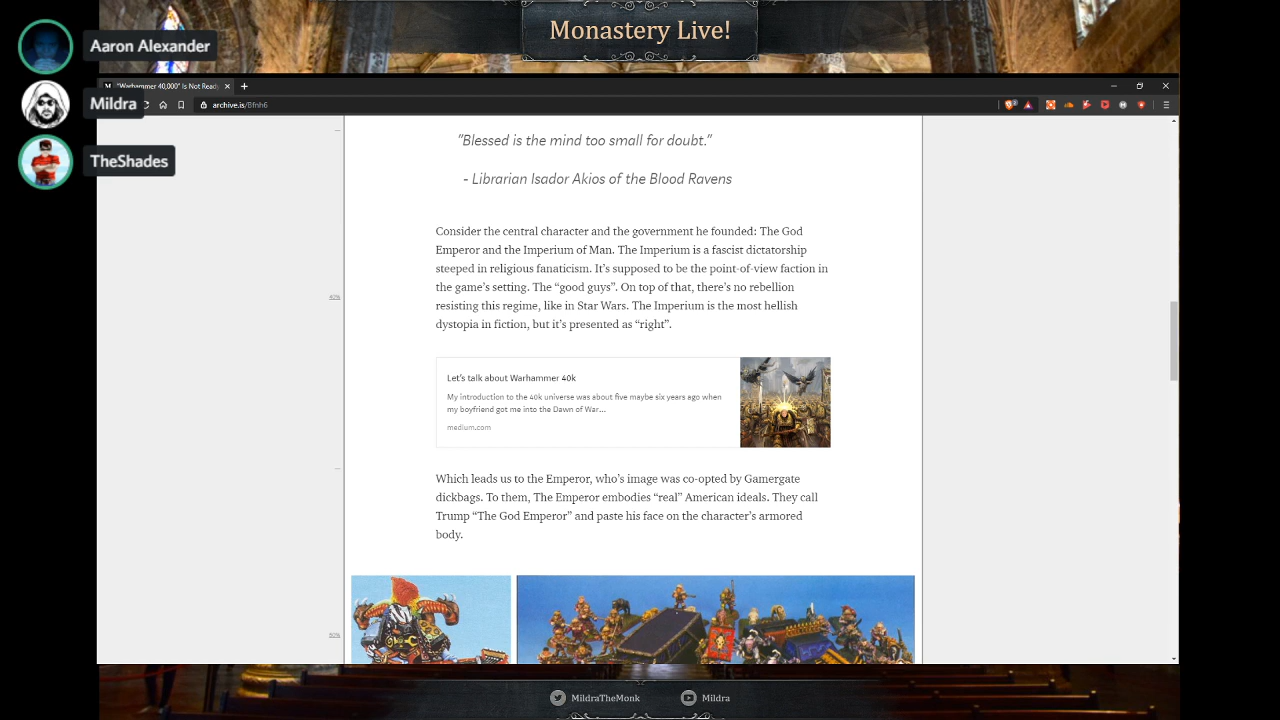 Monastery Live!
Aaron Alexander
Mildra
TheShades
"Warhammer 40,000" Is Not Ready
archive.is/Bfnh6
"Blessed is the mind too small for doubt."
- Librarian Isador Akios of the Blood Ravens
Consider the central character and the government he founded: The God
Emperor and the Imperium of Man. The Imperium is a fascist dictatorship
steeped in religious fanaticism. It's supposed to be the point-of-view faction in
the game's setting. The “good guys”. On top of that, there's no rebellion
40%
resisting this regime, like in Star Wars. The Imperium is the most hellish
dystopia in fiction, but it's presented as “right”.
Let's talk about Warhammer 40k
My introduction to the 40k universe was about five maybe six years ago when
my boyfriend got me into the Dawn of War...
medium.com
Which leads us to the Emperor, who's image was co-opted by Gamergate
dickbags. To them, The Emperor embodies “real” American ideals. They call
Trump “The God Emperor” and paste his face on the character's armored
body.
50%
MildraTheMonk
Mildra